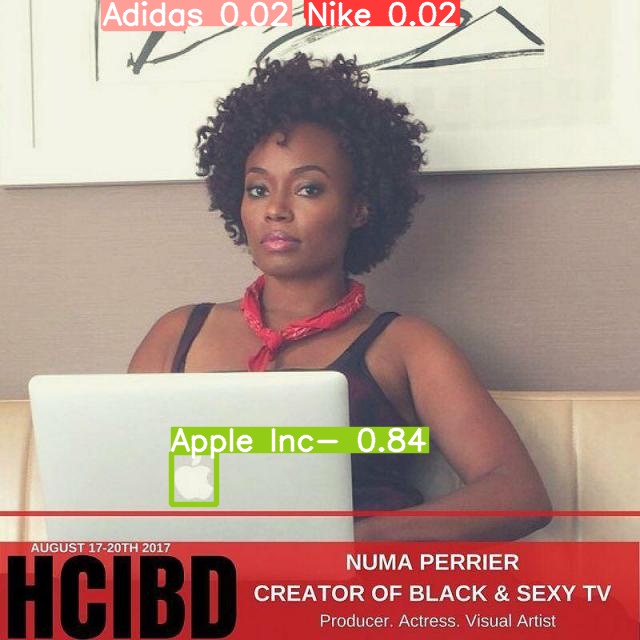 Adidas 0.02 Nike 0.02
Apple Inc- 0.84
AUGUST 17-20TH 2017
HCIBD
NUMA PERRIER
CREATOR OF BLACK & SEXY TV
Producer. Actress. Visual Artist